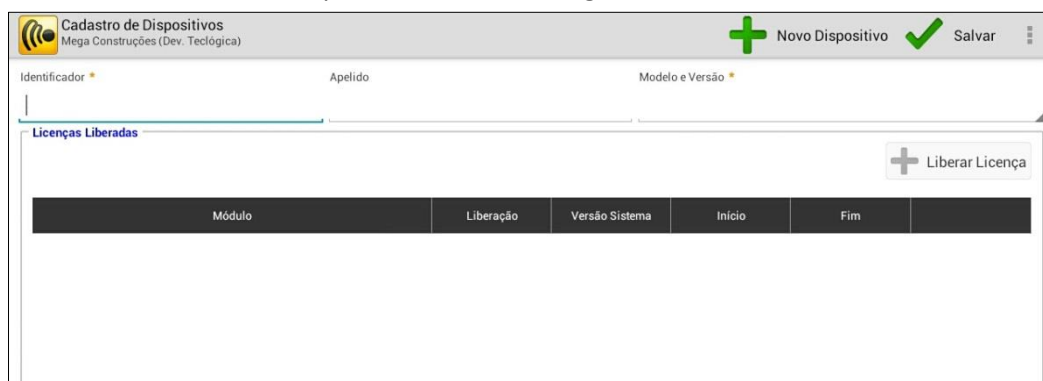 Cadastro de Dispositivos
Mega Construções (Dev. Teclógica)
Novo Dispositivo
Salvar
Identificador *
Apelido
Modelo e Versão *
Licenças Liberadas
Liberar Licença
Módulo
Liberação
Versão Sistema
Início
Fim